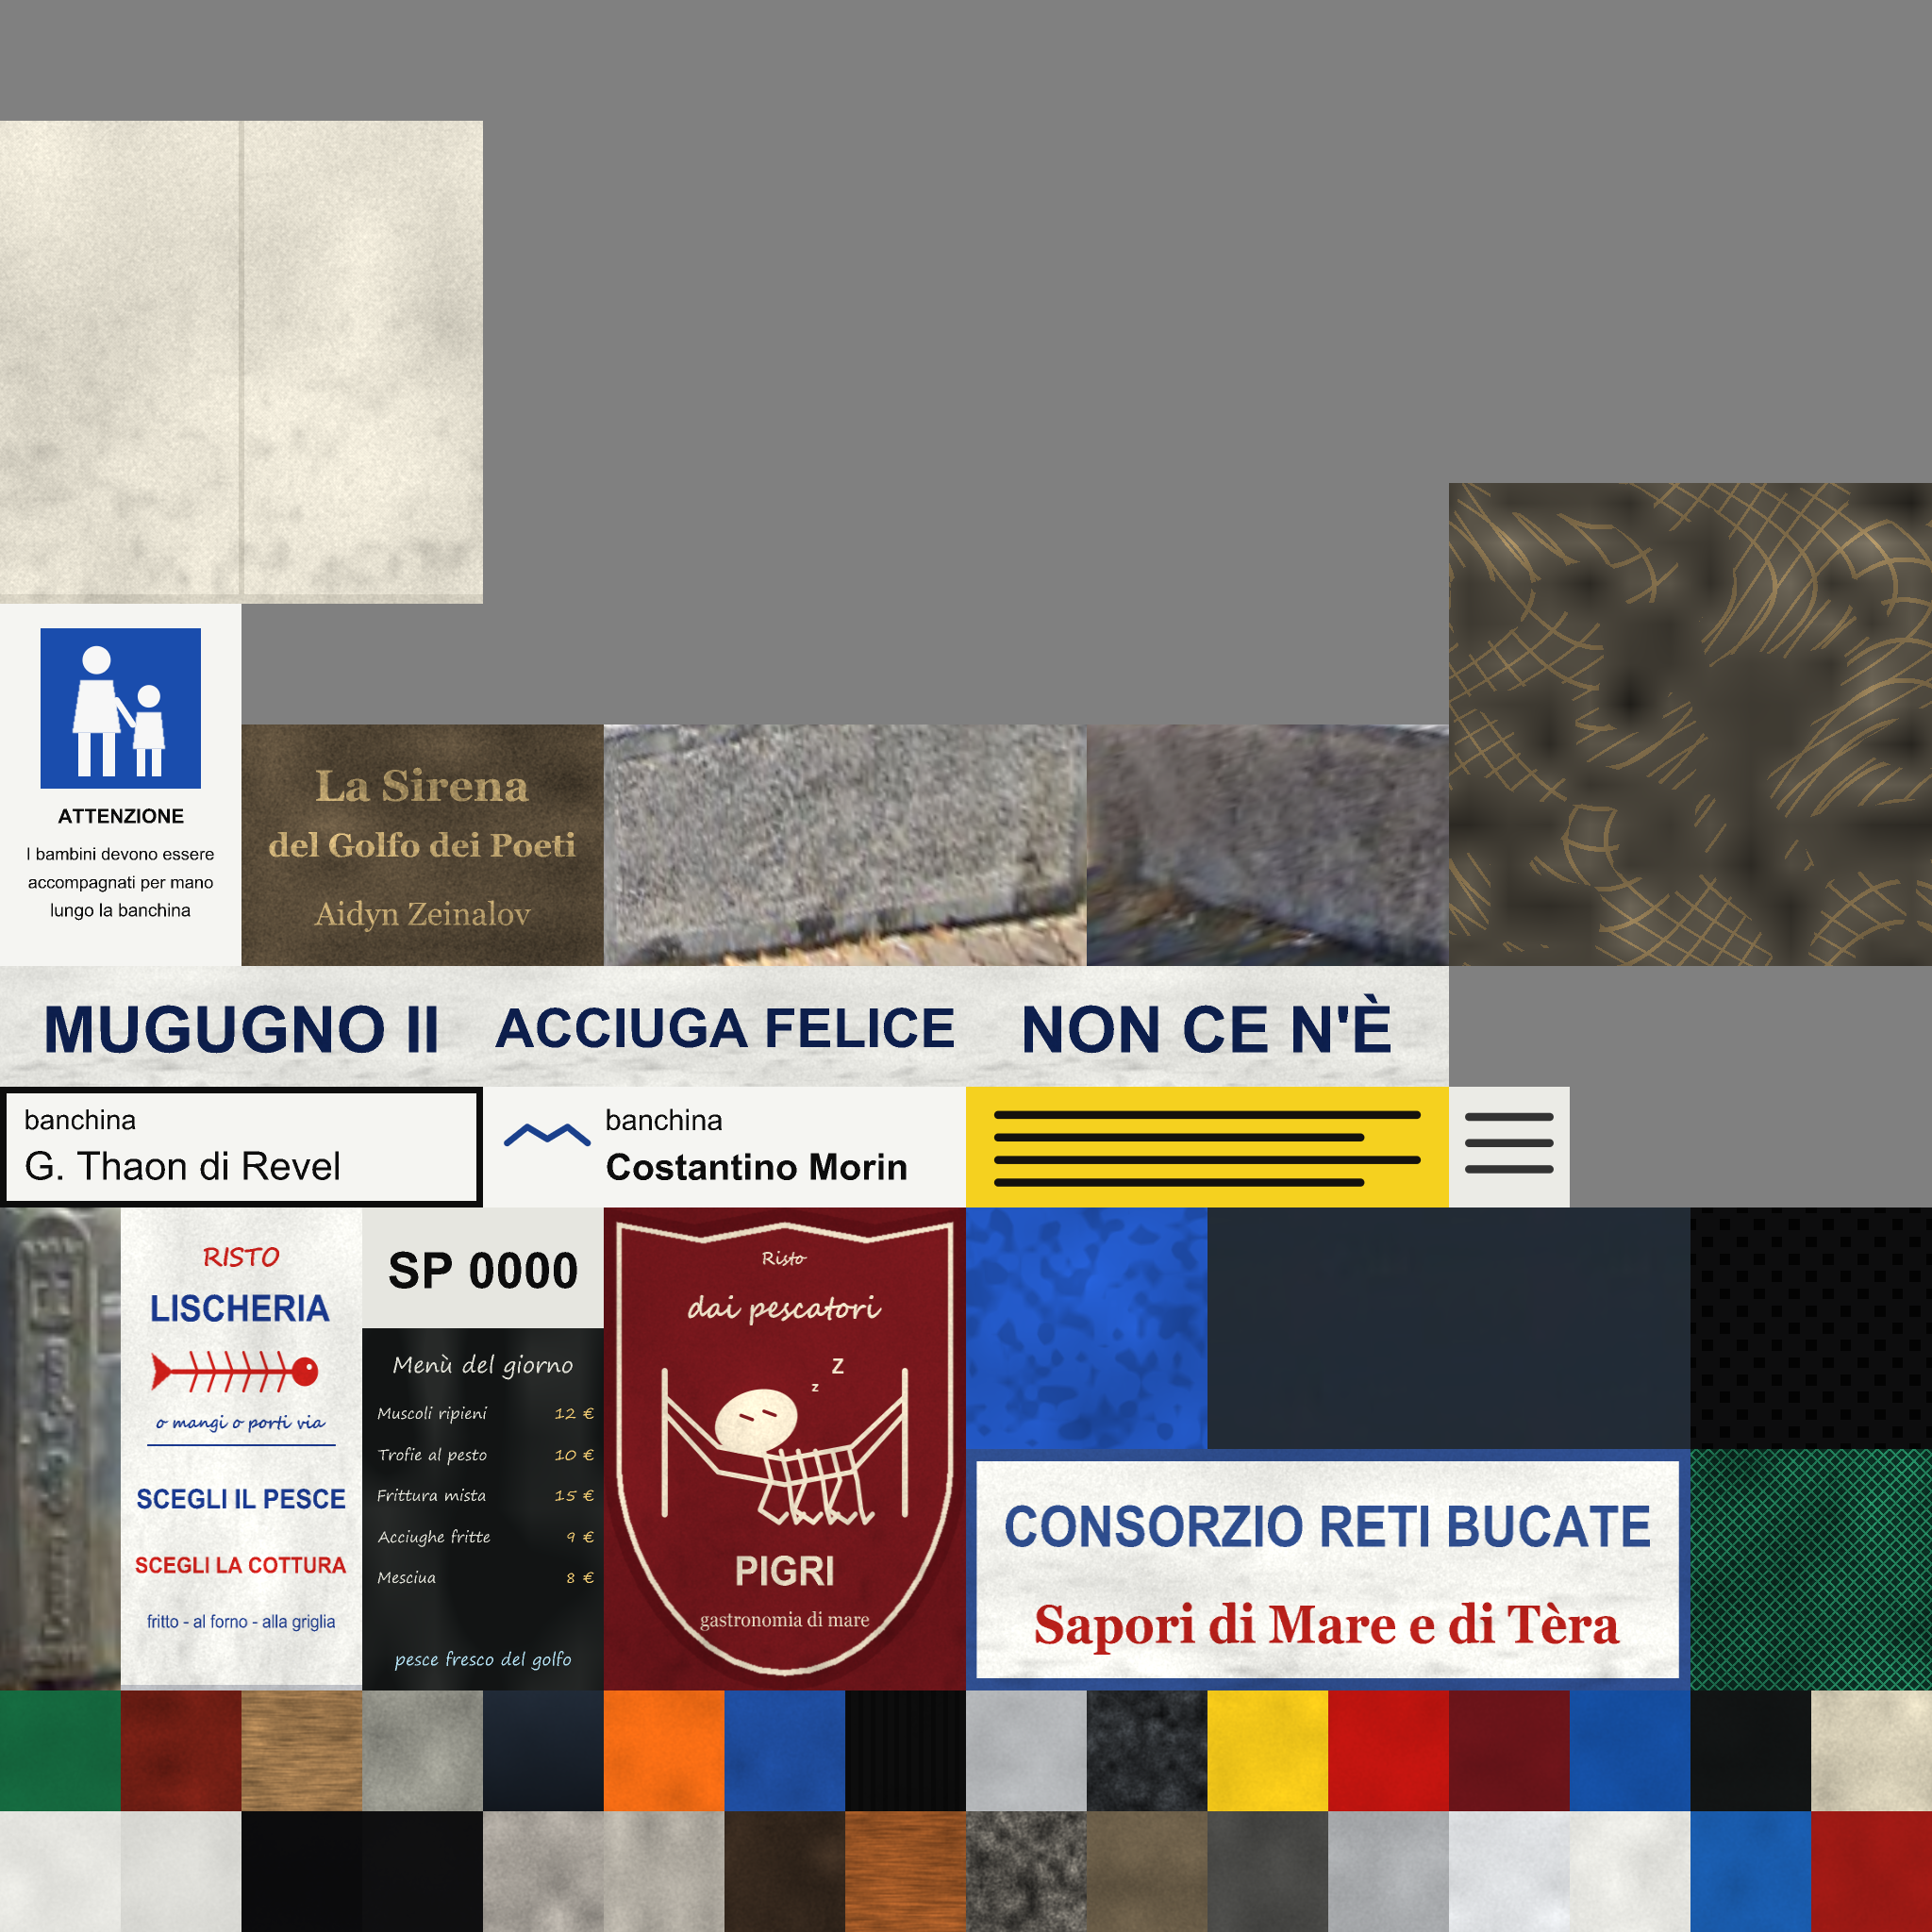 ATTENZIONE
I bambini devono essere
accompagnati per mano
lungo la banchina
La Sirena
del Golfo dei Poeti
Aidyn Zeinalov
MUGUGNO II
ACCIUGA FELICE
NON CE N'È
banchina
G. Thaon di Revel
banchina
Costantino Morin
RISTO
LISCHERIA
o mangi o porti via
SCEGLI IL PESCE
SCEGLI LA COTTURA
fritto - al forno - alla griglia
SP 0000
Menù del giorno
Muscoli ripieni 12 €
Trofie al pesto 10 €
Frittura mista 15 €
Acciughe fritte 9 €
Mesciua 8 €
pesce fresco del golfo
Risto
dai pescatori
z
z
PIGRI
gastronomia di mare
CONSORZIO RETI BUCATE
Sapori di Mare e di Tèra